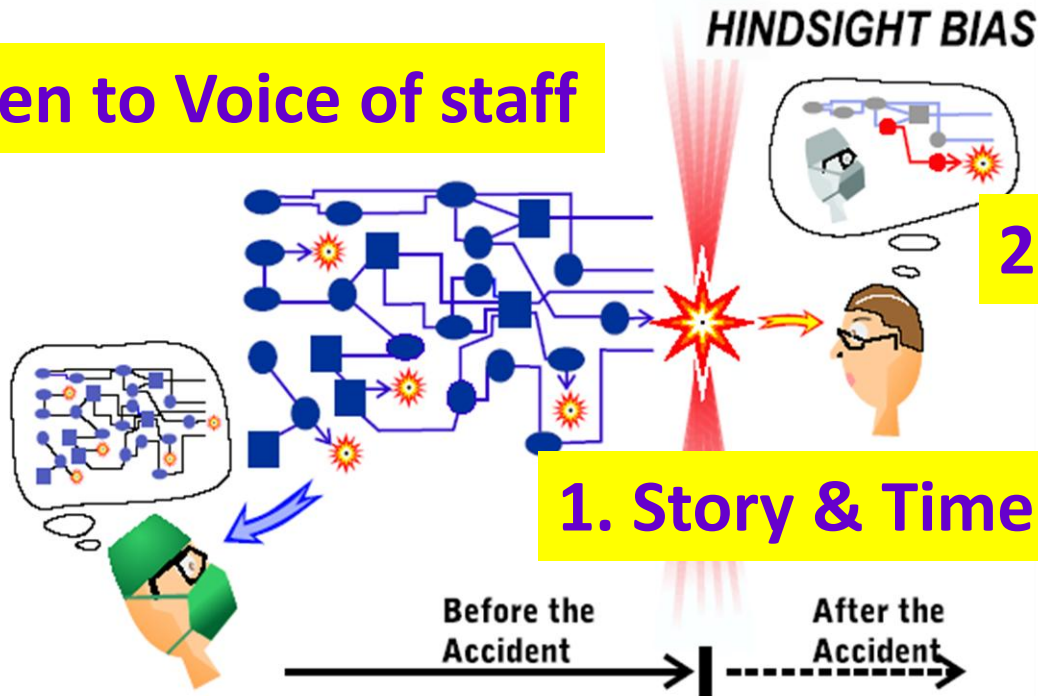 HINDSIGHT BIAS
en to Voice of staff
2
1. Story & Time
Before the
Accident
After the
Accident